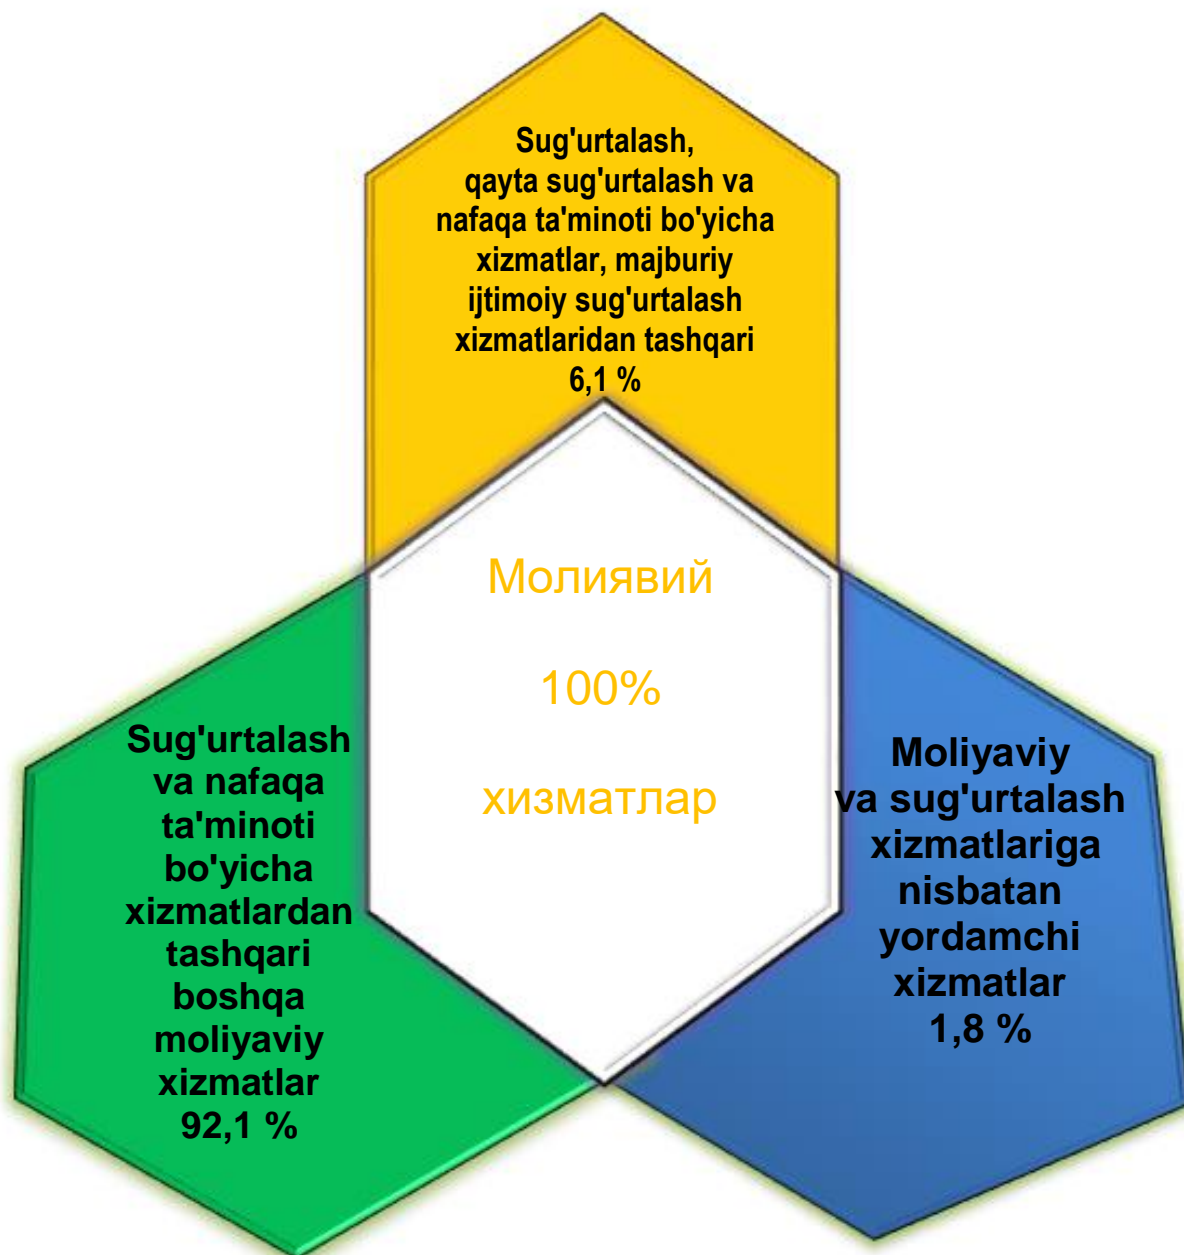 Sug'urtalash,
qayta sug'urtalash va
nafaqa ta'minoti bo'yicha
xizmatlar, majburiy
ijtimoiy sug'urtalash
xizmatlaridan tashqari
6,1 %
Молиявий
100%
хизматлар
Sug'urtalash
va nafaqa
ta'minoti
bo'yicha
xizmatlardan
tashqari
boshqa
moliyaviy
xizmatlar
92,1 %
Moliyaviy
va sug'urtalash
xizmatlariga
nisbatan
yordamchi
xizmatlar
1,8 %